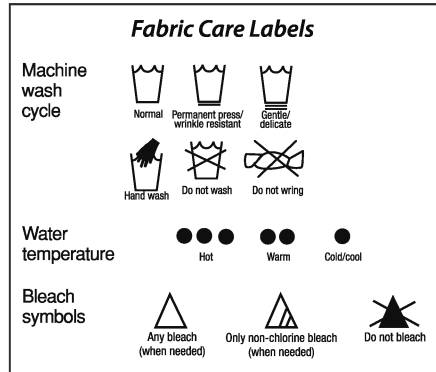 Fabric Care Labels
Machine
wash
cycle
Normal
Permanent press/
wrinkle resistant
Gentle/
delicate
Hand wash
Do not wash
Do not wring
Water
temperature
Hot
Warm
Cold/cool
Bleach
symbols
Any bleach
(when needed)
Only non-chlorine bleach
(when needed)
Do not bleach